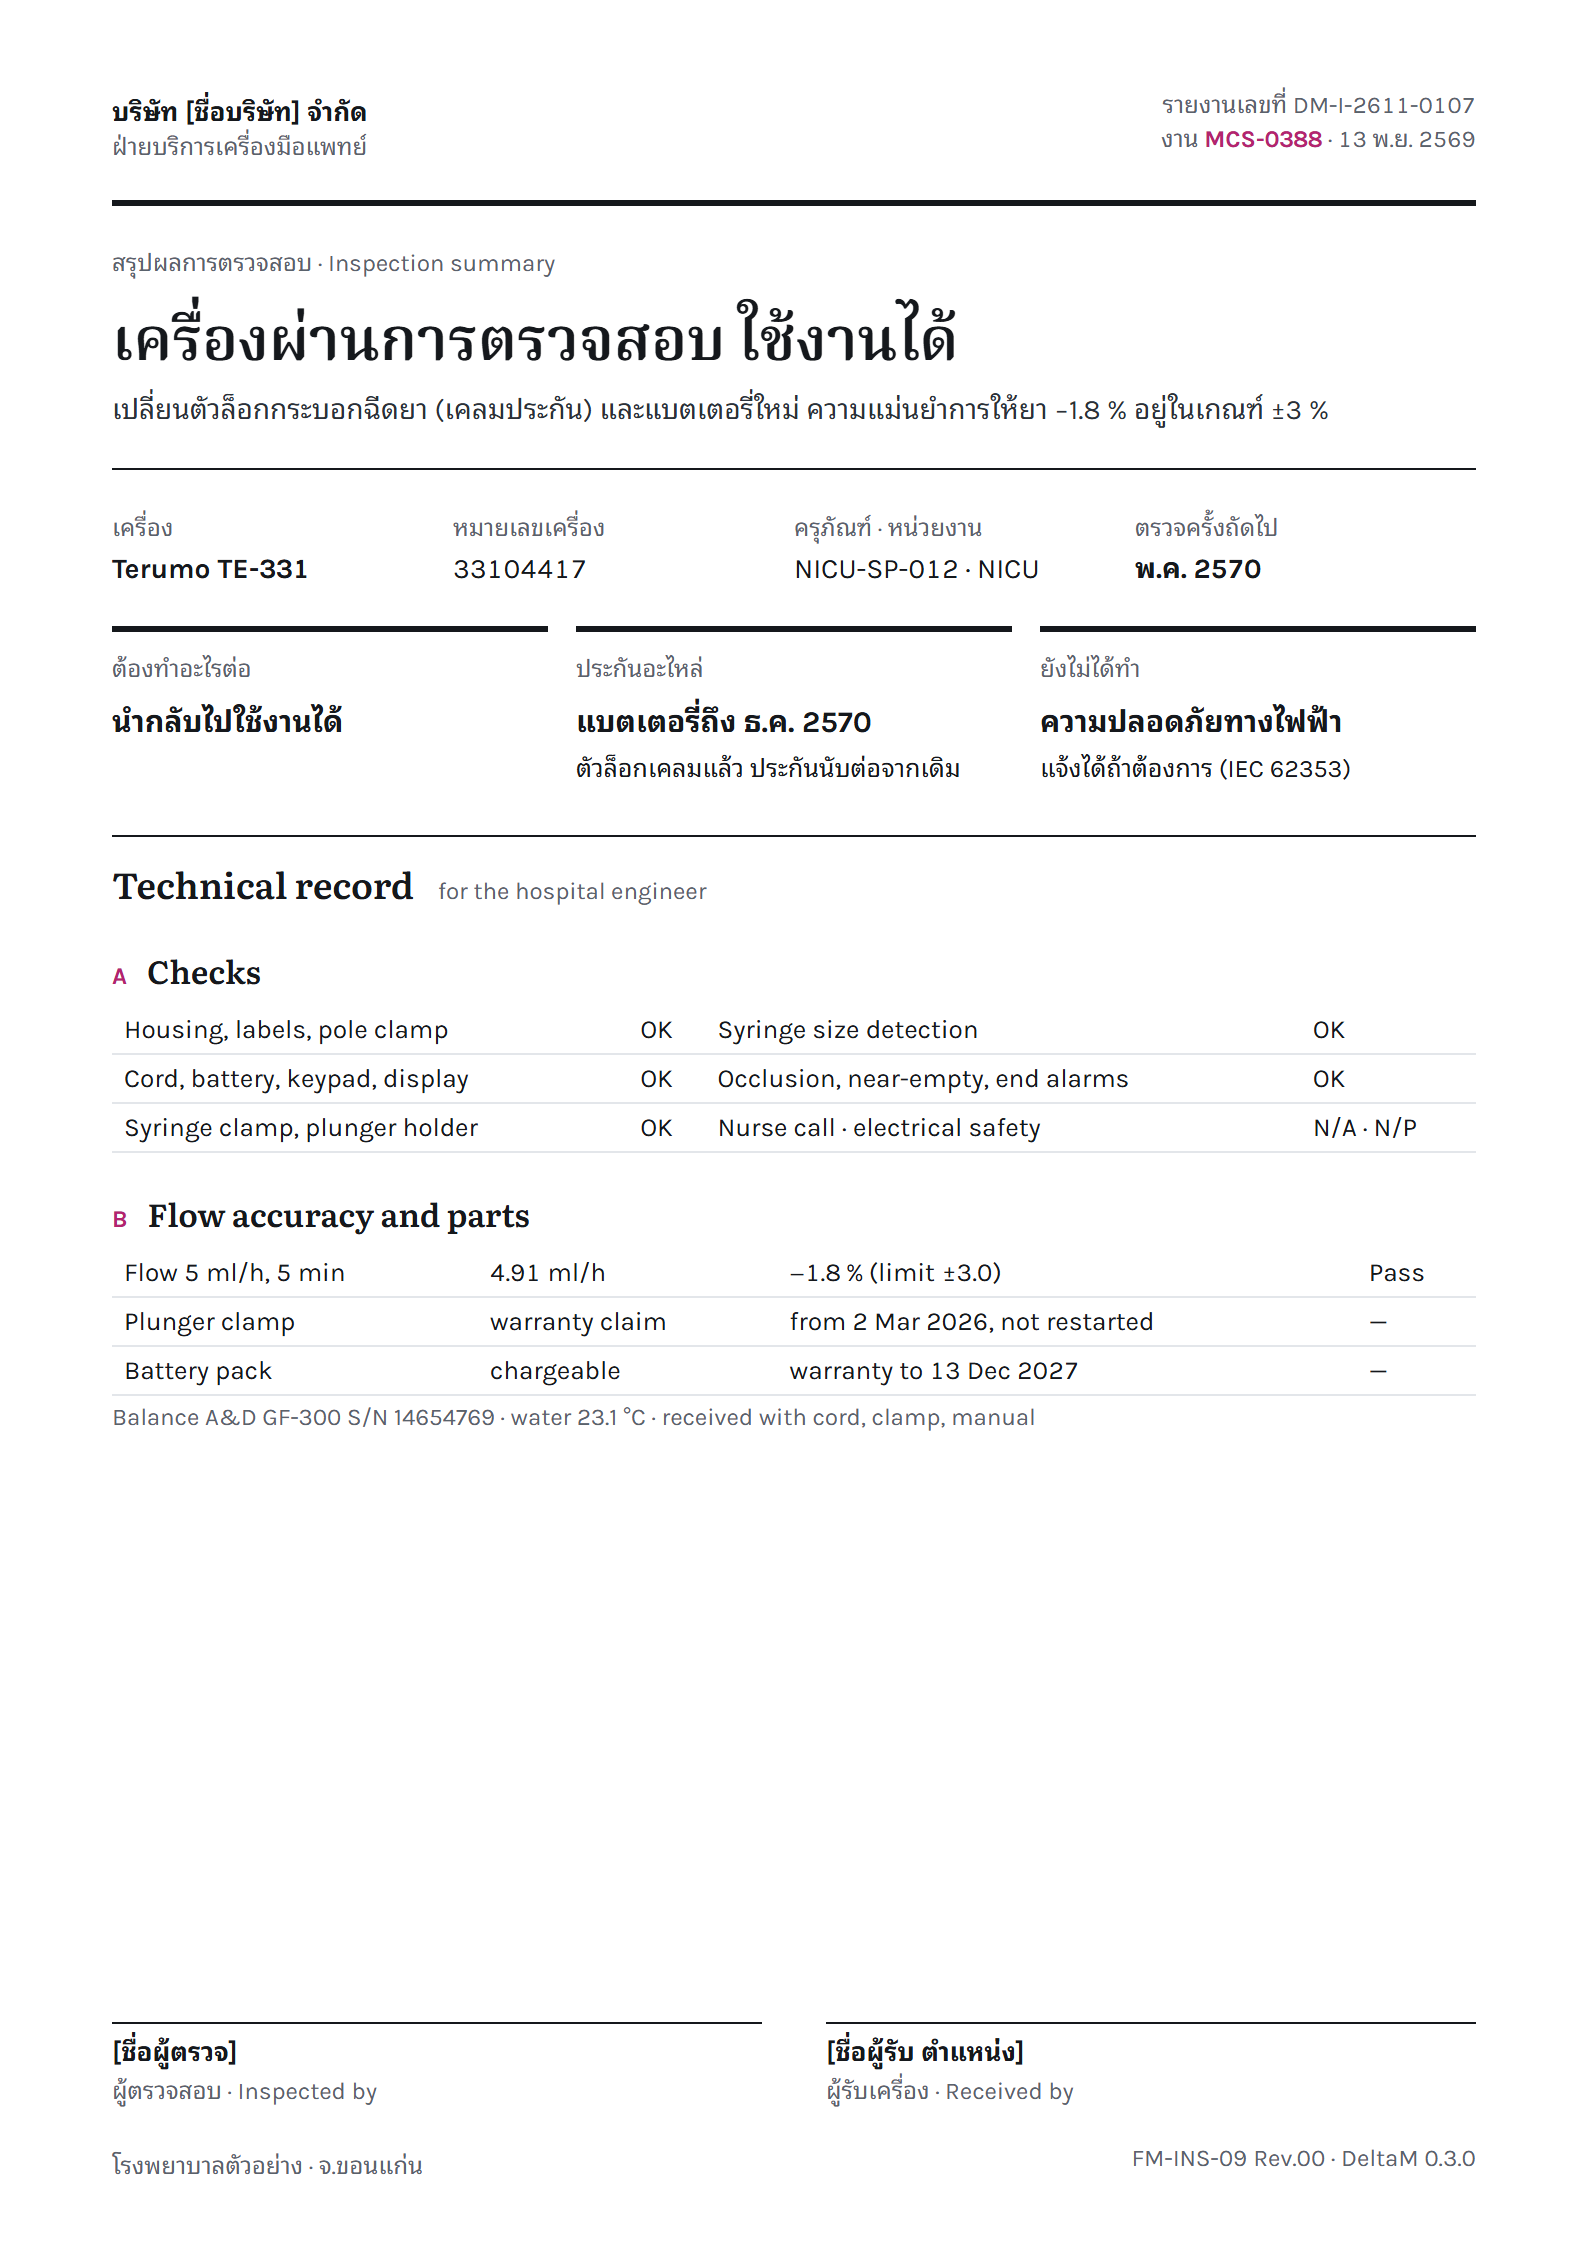 บริษัท [ชื่อบริษัท] จำกัด
ฝ่ายบริการเครื่องมือแพทย์
รายงานเลขที่ DM-I-2611-0107
งาน MCS-0388 · 13 พ.ย. 2569
สรุปผลการตรวจสอบ · Inspection summary
เครื่องผ่านการตรวจสอบ ใช้งานได้
เปลี่ยนตัวล็อกกระบอกฉีดยา (เคลมประกัน) และแบตเตอรี่ใหม่ ความแม่นยำการให้ยา −1.8 % อยู่ในเกณฑ์ ±3 %
เครื่อง
Terumo TE-331
หมายเลขเครื่อง
33104417
ครุภัณฑ์ · หน่วยงาน
NICU-SP-012 · NICU
ตรวจครั้งถัดไป
พ.ค. 2570
ต้องทำอะไรต่อ
นำกลับไปใช้งานได้
ประกันอะไหล่
แบตเตอรี่ถึง ธ.ค. 2570
ตัวล็อกเคลมแล้ว ประกันนับต่อจากเดิม
ยังไม่ได้ทำ
ความปลอดภัยทางไฟฟ้า
แจ้งได้ถ้าต้องการ (IEC 62353)
Technical record for the hospital engineer
A Checks
Housing, labels, pole clamp OK Syringe size detection OK
Cord, battery, keypad, display OK Occlusion, near-empty, end alarms OK
Syringe clamp, plunger holder OK Nurse call · electrical safety N/A · N/P
B Flow accuracy and parts
Flow 5 ml/h, 5 min 4.91 ml/h −1.8 % (limit ±3.0) Pass
Plunger clamp warranty claim from 2 Mar 2026, not restarted —
Battery pack chargeable warranty to 13 Dec 2027 —
Balance A&D GF-300 S/N 14654769 · water 23.1 °C · received with cord, clamp, manual
[ชื่อผู้ตรวจ]
ผู้ตรวจสอบ · Inspected by
[ชื่อผู้รับ ตำแหน่ง]
ผู้รับเครื่อง · Received by
โรงพยาบาลตัวอย่าง · จ.ขอนแก่น
FM-INS-09 Rev.00 · DeltaM 0.3.0